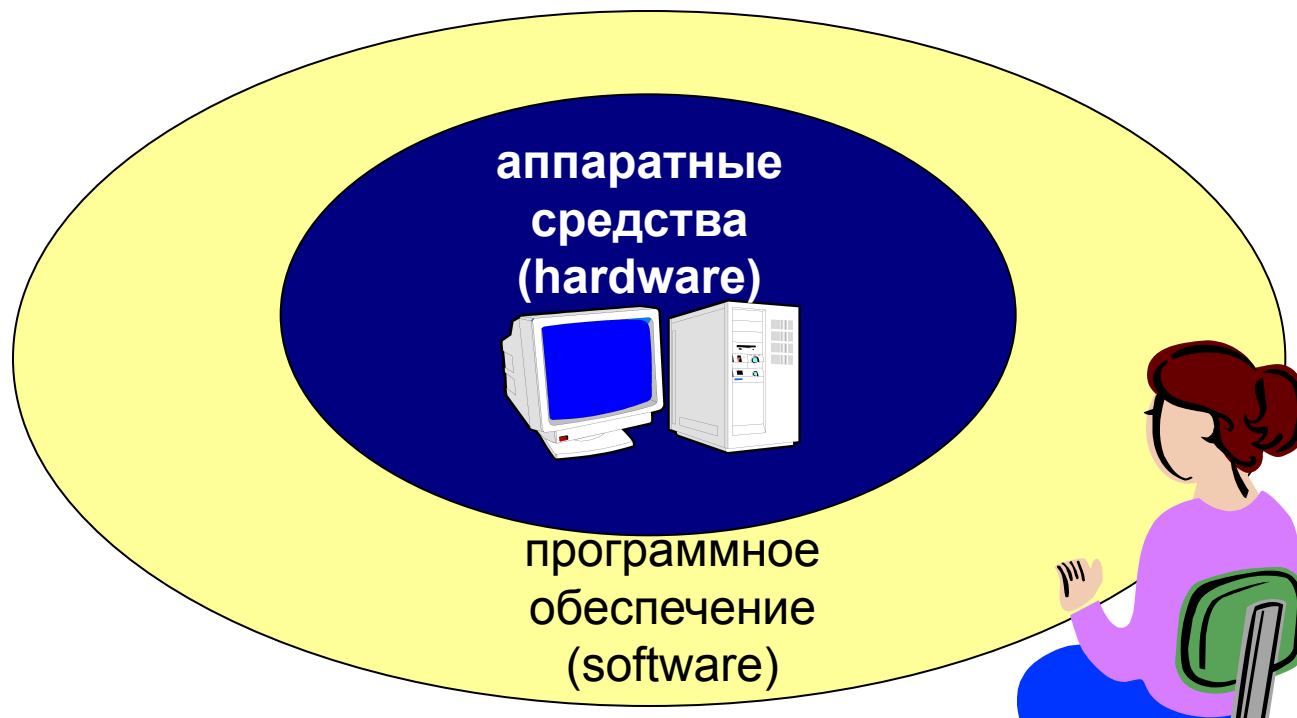 аппаратные
средства
(hardware)
программное
обеспечение
(software)